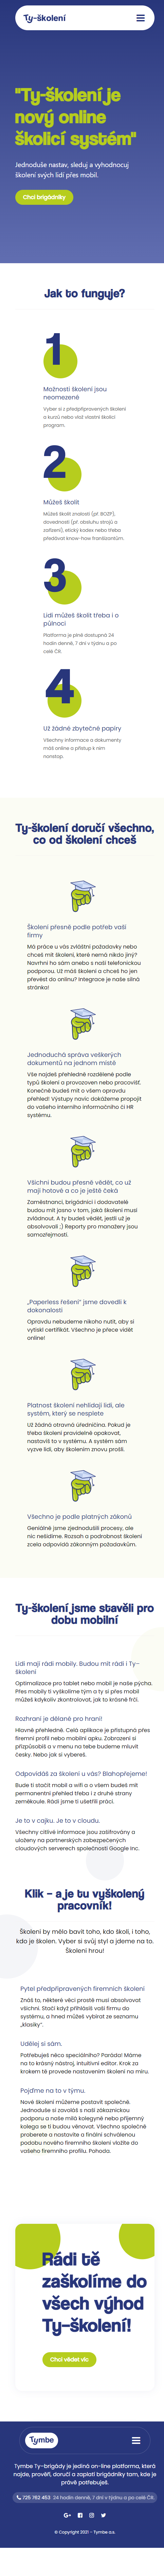 Ty-školení
"Ty-školení je
nový online
školicí systém"
Jednoduše nastav, sleduj a vyhodnocuj
školení svých lidí přes mobil.
Chci brigádníky
Jak to funguje?
1
Možnosti školení jsou
neomezené
Vyber si z předpřipravených školení
a kurzů nebo vlož vlastní školící
program.
2
Můžeš školit
Můžeš školit znalosti (př. BOZP),
dovednosti (př. obsluhu strojů a
zařízení), etický kodex nebo třeba
předávat know-how franšízantům.
3
Lidi můžeš školit třeba i o
půlnoci
Platforma je plně dostupná 24
hodin denně, 7 dní v týdnu a po
celé ČR.
4
Už žádné zbytečné papíry
Všechny informace a dokumenty
máš online a přístup k nim
nonstop.
Ty-školení doručí všechno,
co od školení chceš
Školení přesně podle potřeb vaší
firmy
Má práce u vás zvláštní požadavky nebo
chceš mít školení, které nemá nikdo jiný?
Navrhni ho sám anebo s naší telefonickou
podporou. Už máš školení a chceš ho jen
převést do onlinu? Integrace je naše silná
stránka!
Jednoduchá správa veškerých
dokumentů na jednom místě
Vše najdeš přehledně rozdělené podle
typů školení a provozoven nebo pracovišť.
Konečně budeš mít o všem opravdu
přehled! Výstupy navíc dokážeme propojit
do vašeho interního informačního či HR
systému.
Všichni budou přesně vědět, co už
mají hotové a co je ještě čeká
Zaměstnanci, brigádníci i dodavatelé
budou mít jasno v tom, jaká školení musí
zvládnout. A ty budeš vědět, jestli už je
absolvovali ;) Reporty pro manažery jsou
samozřejmostí.
„Paperless řešení" jsme dovedli k
dokonalosti
Opravdu nebudeme nikoho nutit, aby si
vytiskl certifikát. Všechno je přece vidět
online!
Platnost školení nehlídají lidi, ale
systém, který se nesplete
Už žádná otravná úředničina. Pokud je
třeba školení pravidelně opakovat,
nastavíš to v systému. A systém sám
vyzve lidi, aby školením znovu prošli.
Všechno je podle platných zákonů
Geniálně jsme zjednodušili procesy, ale
nic nešidíme. Rozsah a podrobnost školení
zcela odpovídá zákonným požadavkům.
Ty-školení jsme stavěli pro
dobu mobilní
Lidi mají rádi mobily. Budou mít rádi i Ty-
školení
Optimalizace pro tablet nebo mobil je naše pýcha.
Přes mobily ti vyškolíme tým a ty si přes mobil
můžeš kdykoliv zkontrolovat, jak to krásně frčí.
Rozhraní je dělané pro hraní!
Hlavně přehledně. Celá aplikace je přístupná přes
firemní profil nebo mobilní apku. Zobrazení si
přizpůsobíš a v menu na tebe budeme mluvit
česky. Nebo jak si vybereš.
Odpovídáš za školení u vás? Blahopřejeme!
Bude ti stačit mobil a wifi a o všem budeš mít
permanentní přehled třeba i z druhé strany
zeměkoule. Rádi jsme ti ušetřili práci.
Je to v cajku. Je to v cloudu.
Všechny citlivé informace jsou zašifrovány a
uloženy na partnerských zabezpečených
cloudových serverech společnosti Google Inc.
Klik – a je tu vyškolený
pracovník!
Školení by mělo bavit toho, kdo školí, i toho,
kdo je školen. Vyber si svůj styl a jdeme na to.
Školení hrou!
Pytel předpřipravených firemních školení
Znáš to, některé věci prostě musí absolvovat
všichni. Stačí když přihlásíš vaši firmu do
systému, a hned můžeš vybírat ze seznamu
„klasiky".
Udělej si sám.
Potřebuješ něco speciálního? Paráda! Máme
na to krásný nástroj, intuitivní editor. Krok za
krokem tě provede nastavením školení na míru.
Pojďme na to v týmu.
Nové školení můžeme postavit společně.
Jednoduše si zavoláš s naší zákaznickou
podporou a naše milá kolegyně nebo příjemný
kolega se ti budou věnovat. Všechno společně
proberete a nastavíte a finální schválenou
podobu nového firemního školení vložíte do
vašeho firemního profilu. Pohoda.
Rádi tě
zaškolíme do
všech výhod
Ty-školení!
Chci vědět víc
Tymbe
Tymbe Ty-brigády je jediná on-line platforma, která
najde, prověří, doručí a zaplatí brigádníky tam, kde je
právě potřebuješ.
725 762 453 24 hodin denně, 7 dní v týdnu a po celé ČR.
G+
© Copyright 2021 - Tymbe a.s.